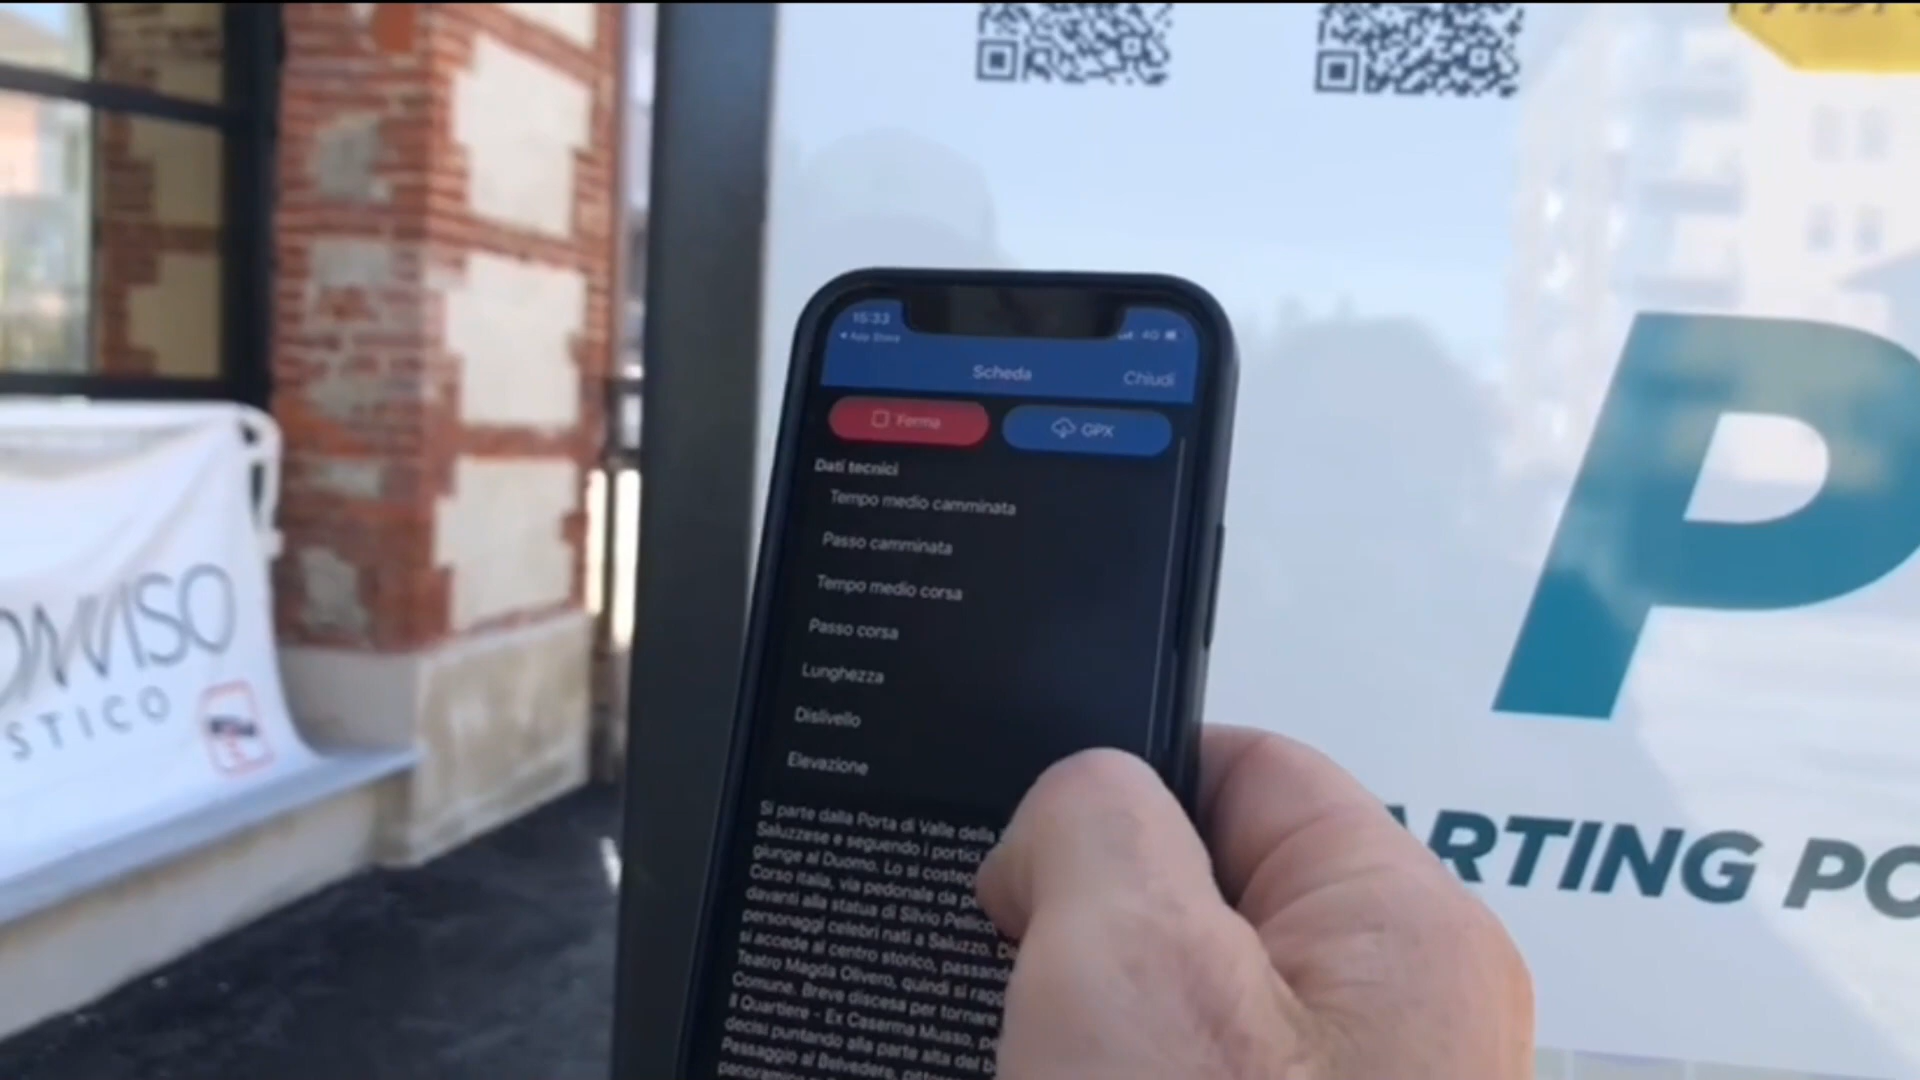 15:33
App Store
4G
Scheda
Chiudi
Ferma
GPX
Dati tecnici
Tempo medio camminata
Passo camminata
Tempo medio corsa
Passo corsa
Lunghezza
Dislivello
Elevazione
Si parte dalla Porta di Valle della
Saluzzese e seguendo i portici
giunge al Duomo. Lo si costeg
Corso Italia, via pedonale da pe
davanti alla statua di Silvio Pellico,
personaggi celebri nati a Saluzzo. D
si accede al centro storico, passand
Teatro Magda Olivero, quindi si ragg
Comune. Breve discesa per tornare
Il Quartiere - Ex Caserma Musso, pe
decisi puntando alla parte alta del b
Passaggio al Belvedere, pittor
P
ARTING PO
ONVISO
STICO